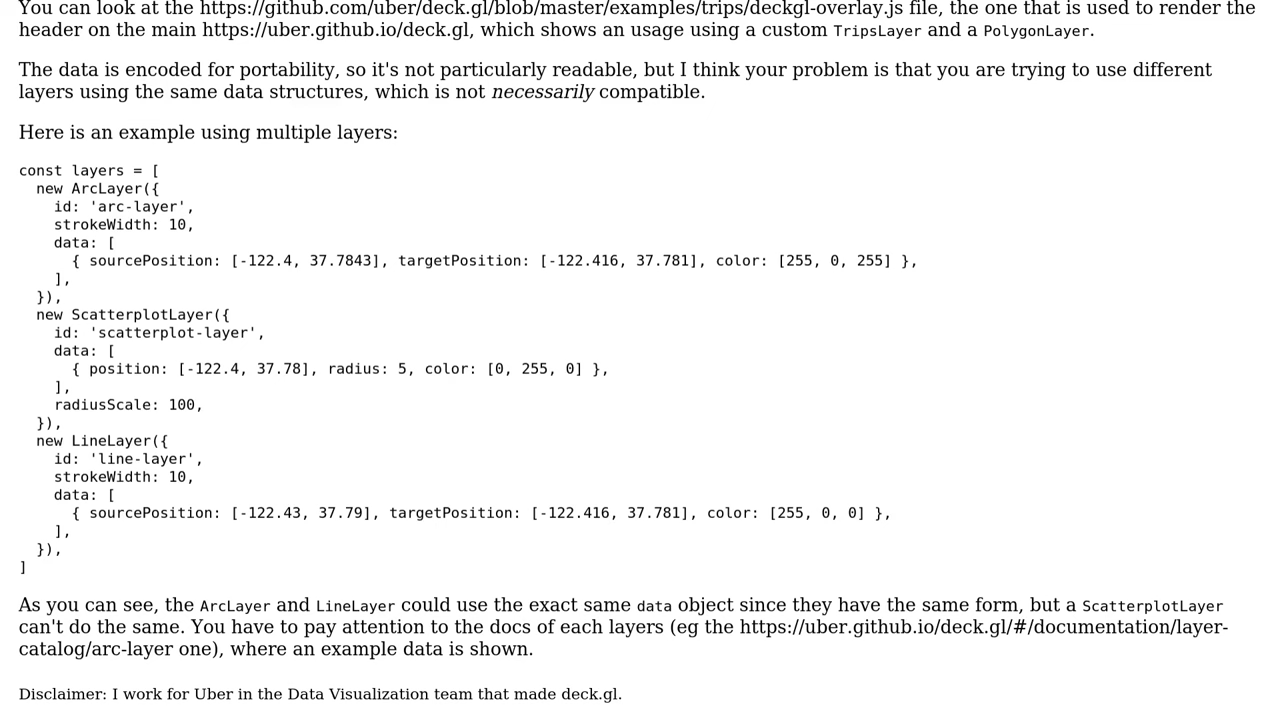 You can look at the https://github.com/uber/deck.gl/blob/master/examples/trips/deckgl-overlay.js file, the one that is used to render the
header on the main https://uber.github.io/deck.gl, which shows an usage using a custom TripsLayer and a PolygonLayer.
The data is encoded for portability, so it's not particularly readable, but I think your problem is that you are trying to use different
layers using the same data structures, which is not necessarily compatible.
Here is an example using multiple layers:
const layers = [
  new ArcLayer({
    id: 'arc-layer',
    strokeWidth: 10,
    data: [
      { sourcePosition: [-122.4, 37.7843], targetPosition: [-122.416, 37.781], color: [255, 0, 255] },
    ],
  }),
  new ScatterplotLayer({
    id: 'scatterplot-layer',
    data: [
      { position: [-122.4, 37.78], radius: 5, color: [0, 255, 0] },
    ],
    radiusScale: 100,
  }),
  new LineLayer({
    id: 'line-layer',
    strokeWidth: 10,
    data: [
      { sourcePosition: [-122.43, 37.79], targetPosition: [-122.416, 37.781], color: [255, 0, 0] },
    ],
  }),
]
As you can see, the ArcLayer and LineLayer could use the exact same data object since they have the same form, but a ScatterplotLayer
can't do the same. You have to pay attention to the docs of each layers (eg the https://uber.github.io/deck.gl/#/documentation/layer-
catalog/arc-layer one), where an example data is shown.
Disclaimer: I work for Uber in the Data Visualization team that made deck.gl.